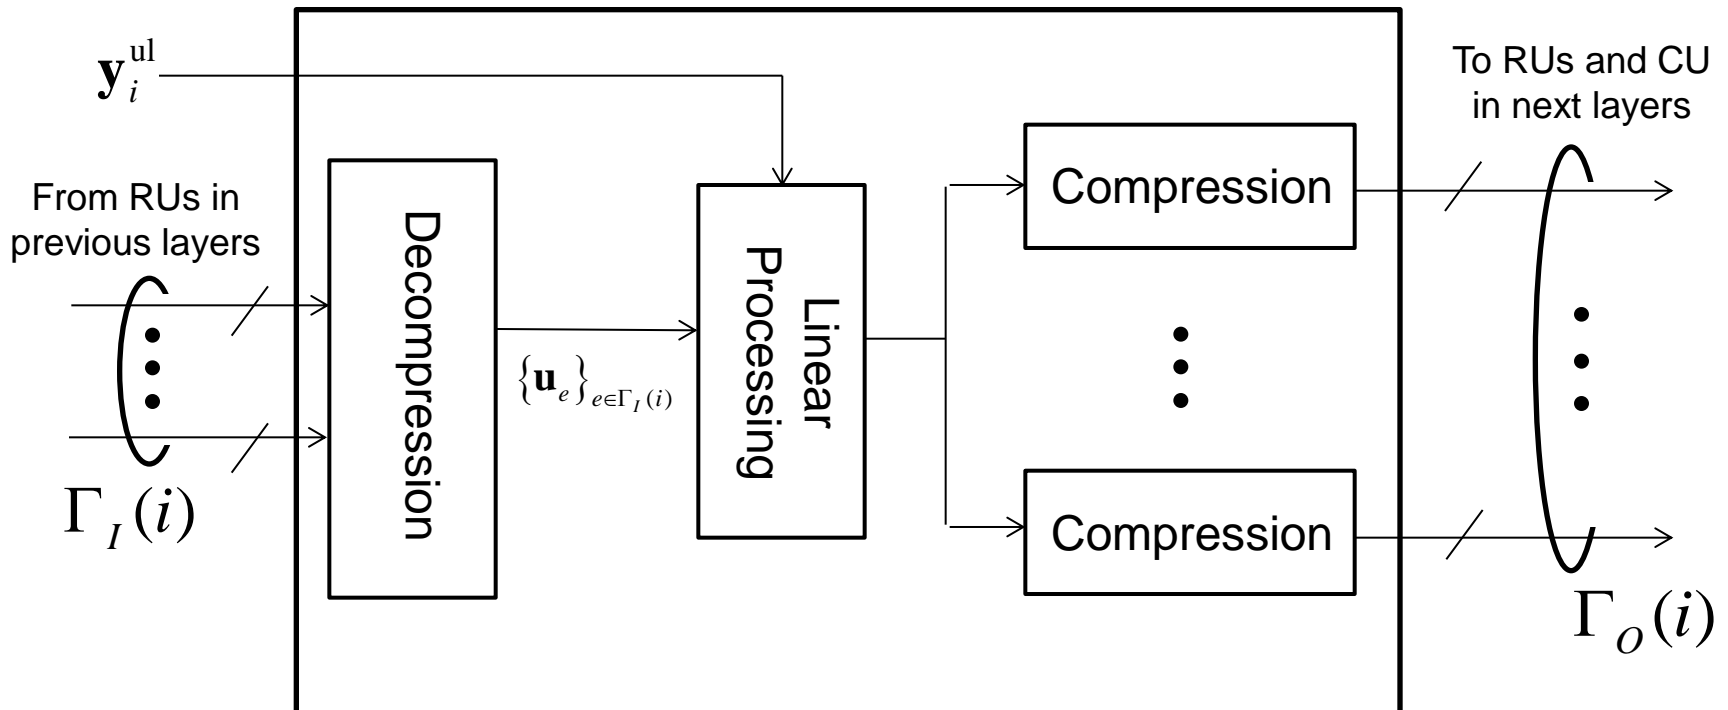 y_i^ul
From RUs in
previous layers
Γ_I(i)
Decompression
{u_e}_{e∈Γ_I(i)}
Linear
Processing
Compression
Compression
To RUs and CU
in next layers
Γ_O(i)